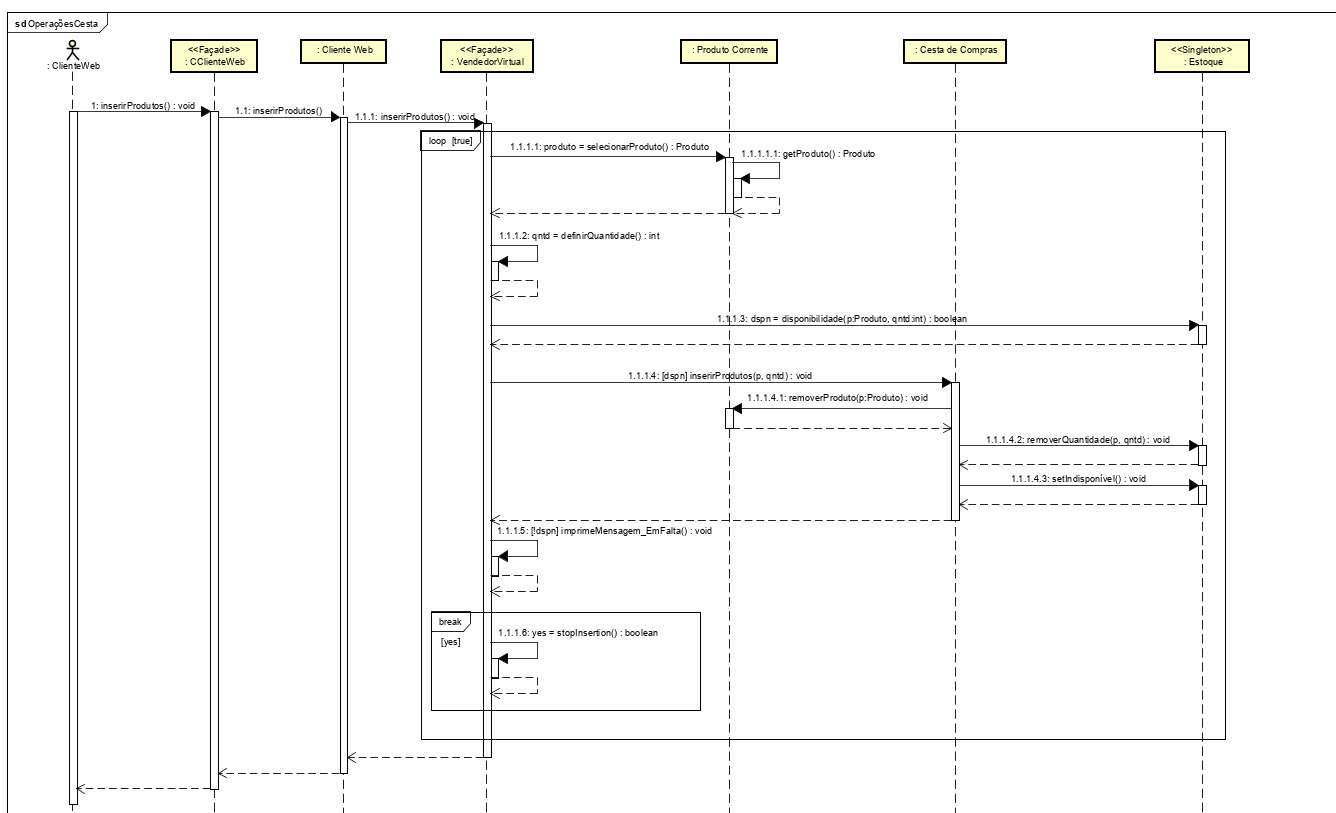 sd OperaçõesCesta
: ClienteWeb
<<Façade>>
: CClienteWeb
: Cliente Web
<<Façade>>
: VendedorVirtual
: Produto Corrente
: Cesta de Compras
<<Singleton>>
: Estoque
1: inserirProdutos() : void
1.1: inserirProdutos()
1.1.1: inserirProdutos() : void
loop [true]
1.1.1.1: produto = selecionarProduto() : Produto
1.1.1.1.1: getProduto() : Produto
1.1.1.2: qntd = definirQuantidade() : int
1.1.1.3: dspn = disponibilidade(p:Produto, qntd:int) : boolean
1.1.1.4: [dspn] inserirProdutos(p, qntd) : void
1.1.1.4.1: removerProduto(p:Produto) : void
1.1.1.4.2: removerQuantidade(p, qntd) : void
1.1.1.4.3: setIndisponível() : void
1.1.1.5: [!dspn] imprimeMensagem_EmFalta() : void
break
[yes]
1.1.1.6: yes = stopInsertion() : boolean